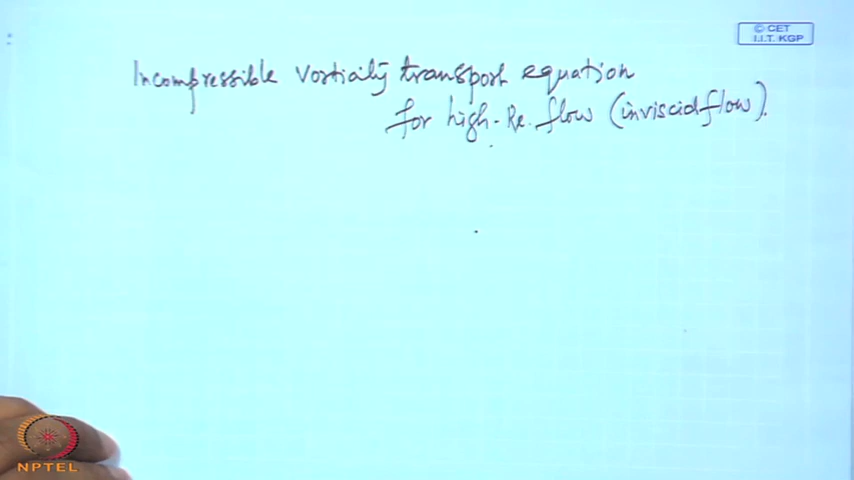 © CET
I.I.T. KGP
Incompressible vorticity transport equation
for high-Re. flow (inviscid flow).
NPTEL